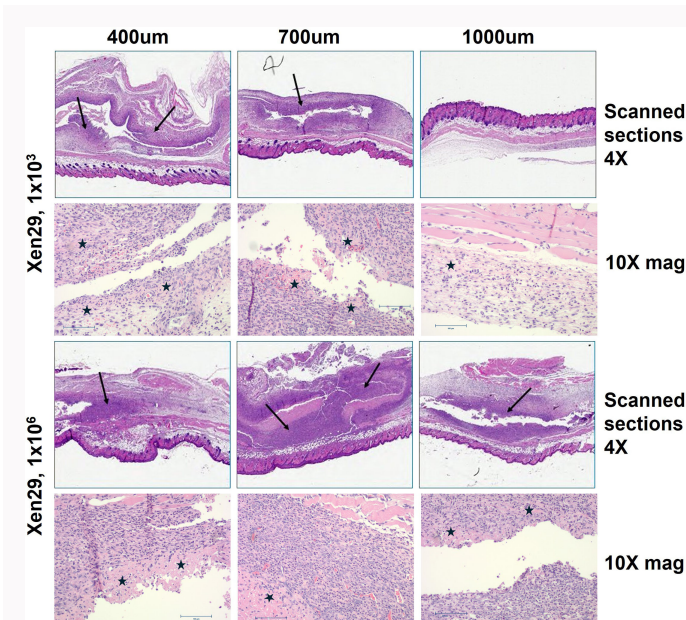 400um 700um 1000um
Xen29, 1x10³
Scanned
sections
4X
10X mag
Xen29, 1x10⁶
Scanned
sections
4X
10X mag